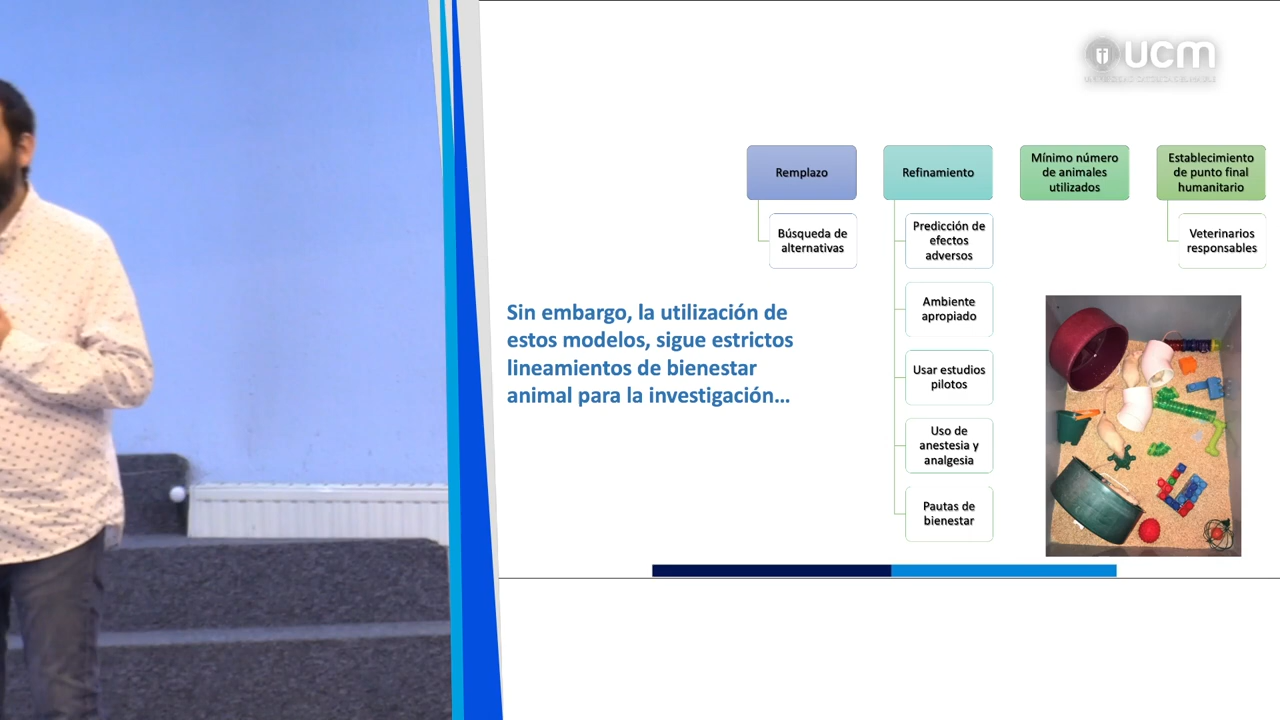 ucm
Remplazo
Búsqueda de
alternativas
Refinamiento
Predicción de
efectos
adversos
Ambiente
apropiado
Usar estudios
pilotos
Uso de
anestesia y
analgesia
Pautas de
bienestar
Mínimo número
de animales
utilizados
Establecimiento
de punto final
humanitario
Veterinarios
responsables
Sin embargo, la utilización de
estos modelos, sigue estrictos
lineamientos de bienestar
animal para la investigación...